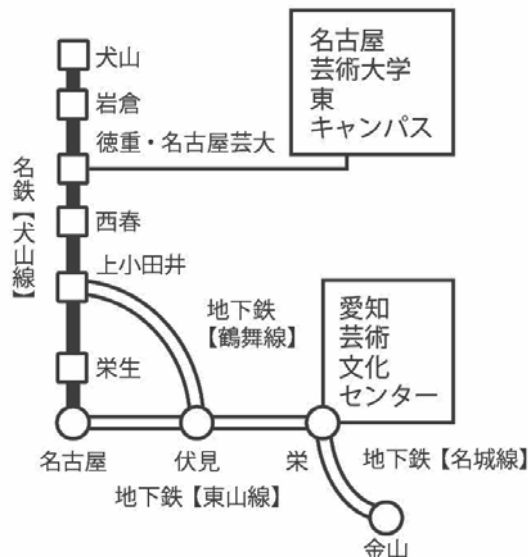 犬山
岩倉
徳重・名古屋芸大
西春
上小田井
栄生
名古屋
伏見
栄
金山
名鉄【犬山線】
地下鉄
【鶴舞線】
地下鉄【東山線】
地下鉄【名城線】
名古屋
芸術大学
東
キャンパス
愛知
芸術
文化
センター